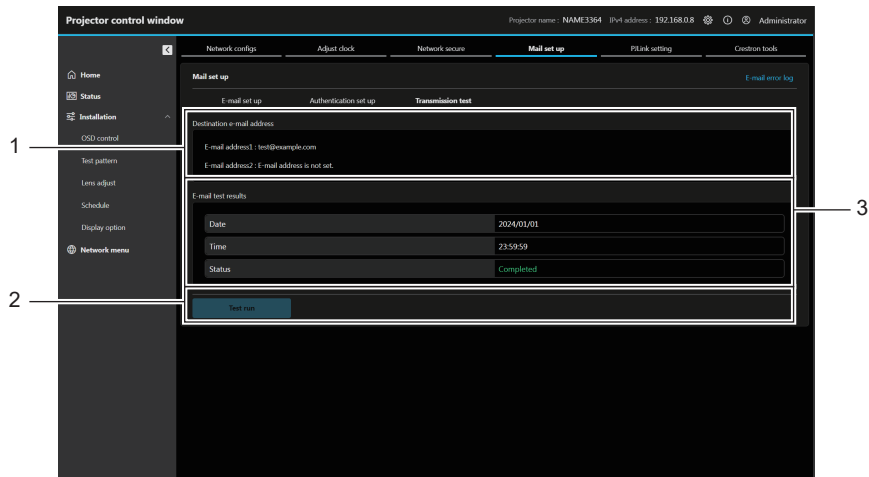 Projector control window
Projector name : NAME3364 IPv4 address : 192.168.0.8 Administrator
Network configs Adjust clock Network secure Mail set up PJLink setting Crestron tools
Home
Status
Installation
OSD control
Test pattern
Lens adjust
Schedule
Display option
Network menu
Mail set up
E-mail error log
E-mail set up Authentication set up Transmission test
1
Destination e-mail address
E-mail address1 : test@example.com
E-mail address2 : E-mail address is not set.
3
E-mail test results
Date 2024/01/01
Time 23:59:59
Status Completed
2
Test run